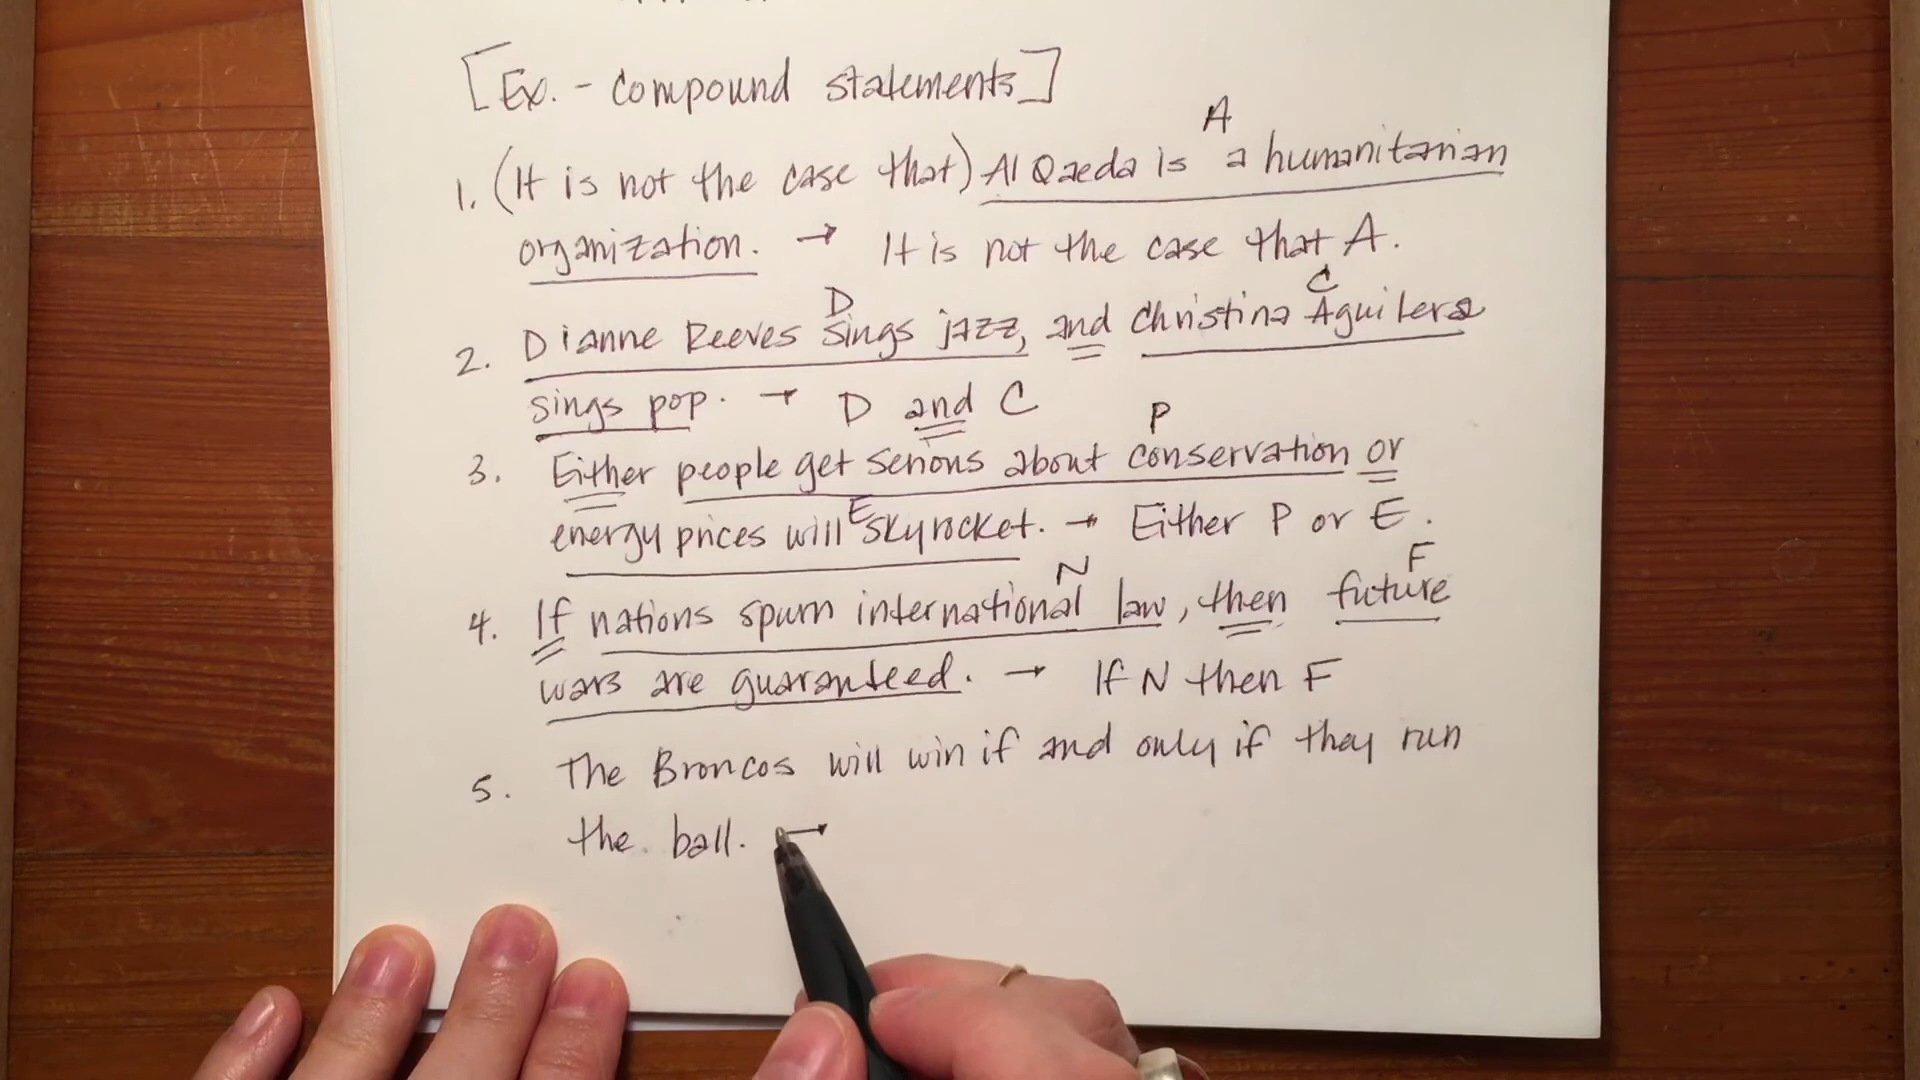 [Ex. - compound statements]
A
1. (It is not the case that) Al Qaeda is a humanitarian
organization. → It is not the case that A.
D C
2. Dianne Reeves sings jazz, and Christina Aguilera
sings pop. → D and C
P
3. Either people get serious about conservation or
E
energy prices will skyrocket. → Either P or E.
N F
4. If nations spurn international law, then future
wars are guaranteed. → If N then F
5. The Broncos will win if and only if they run
the ball. →